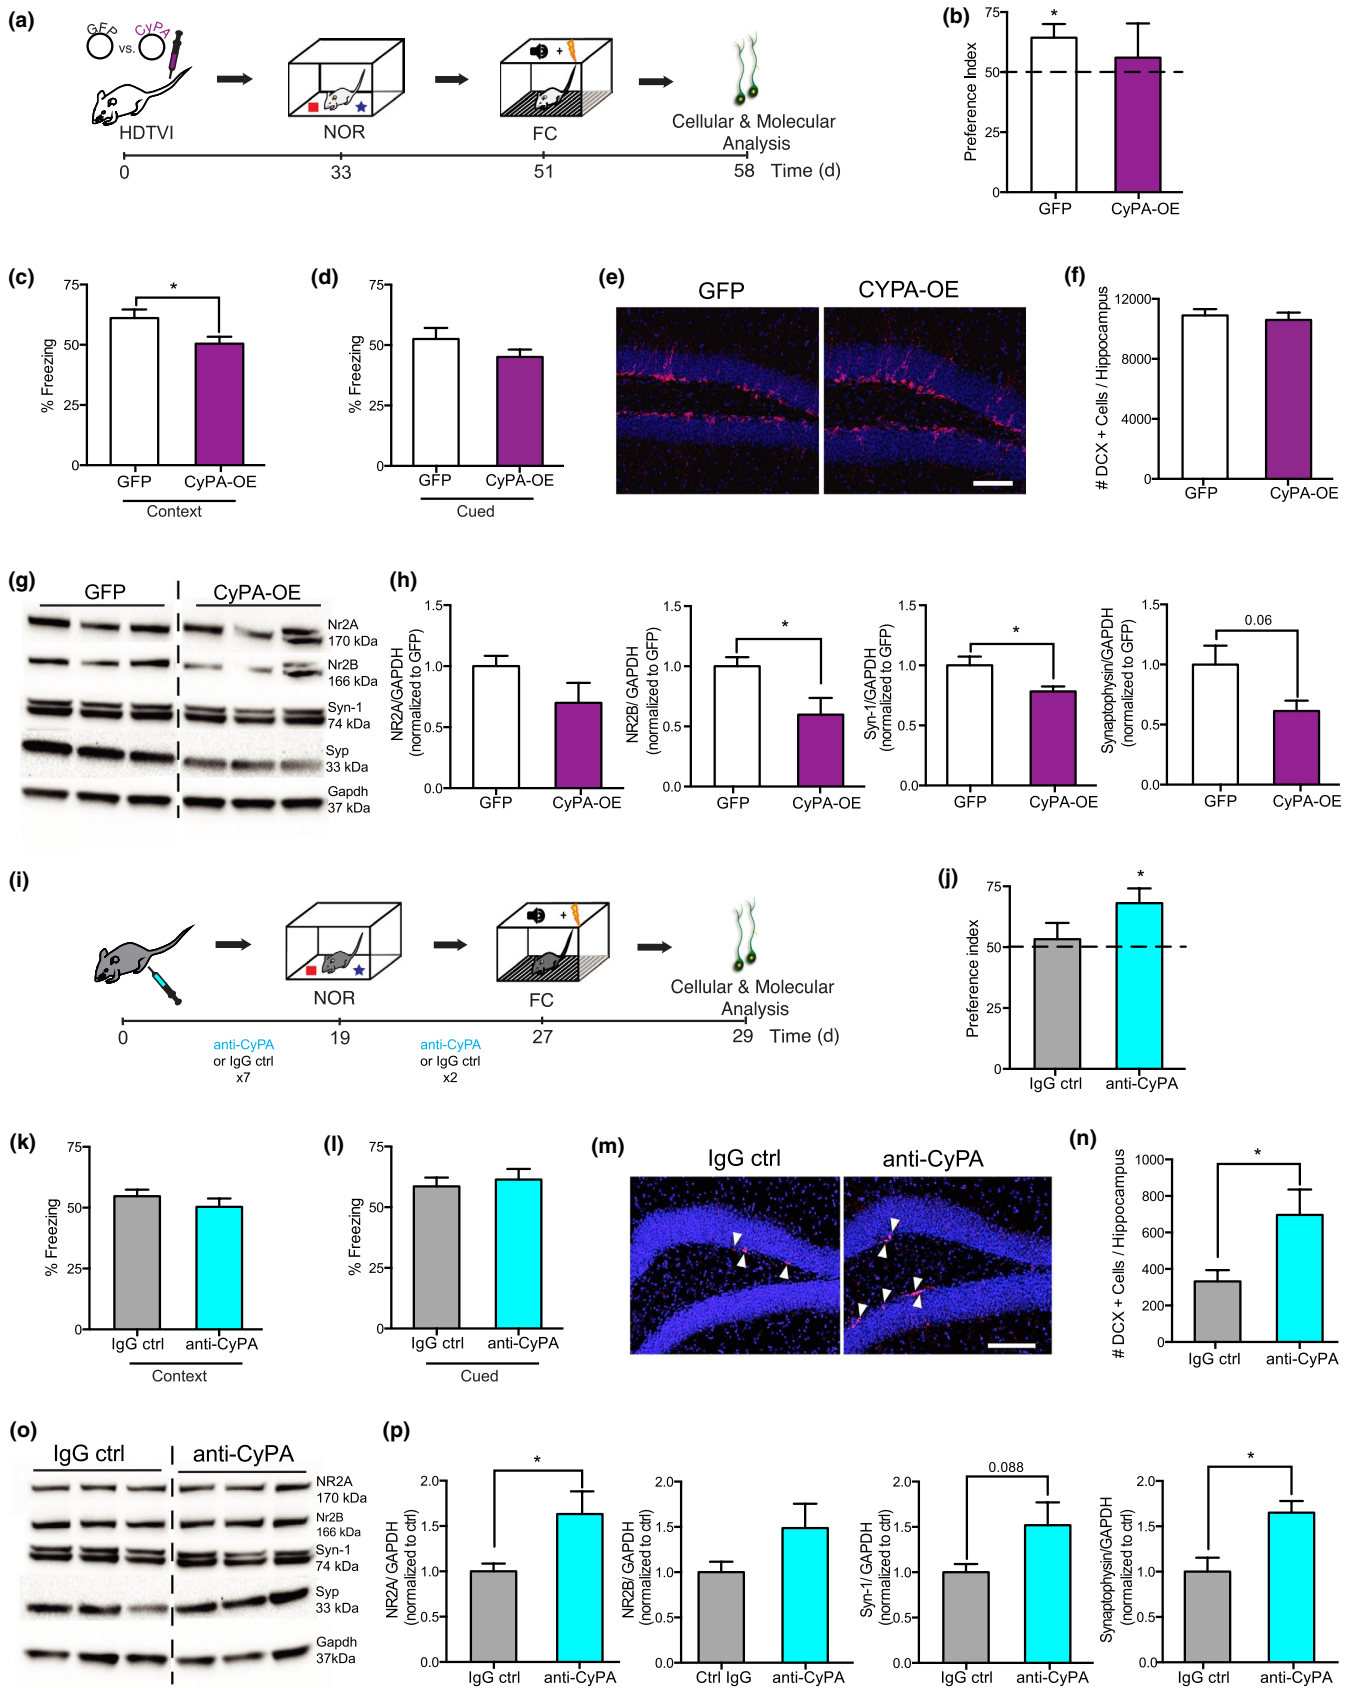 (a)
GFP vs. CyPA
HDTVI
NOR
FC
Cellular & Molecular
Analysis
0 33 51 58 Time (d)
(b)
Preference Index
75
50
25
0
*
GFP CyPA-OE
(c)
% Freezing
75
50
25
0
*
GFP CyPA-OE
Context
(d)
% Freezing
75
50
25
0
GFP CyPA-OE
Cued
(e)
GFP CYPA-OE
(f)
# DCX + Cells / Hippocampus
12000
8000
4000
0
GFP CyPA-OE
(g)
GFP CyPA-OE
Nr2A
170 kDa
Nr2B
166 kDa
Syn-1
74 kDa
Syp
33 kDa
Gapdh
37 kDa
(h)
NR2A/GAPDH
(normalized to GFP)
1.5
1.0
0.5
0.0
GFP CyPA-OE
NR2B/ GAPDH
(normalized to GFP)
1.5
1.0
0.5
0.0
*
GFP CyPA-OE
Syn-1/GAPDH
(normalized to GFP)
1.5
1.0
0.5
0.0
*
GFP CyPA-OE
Synaptophysin/GAPDH
(normalized to GFP)
1.5
1.0
0.5
0.0
0.06
GFP CyPA-OE
(i)
NOR
FC
Cellular & Molecular
Analysis
0 19 27 29 Time (d)
anti-CyPA
or IgG ctrl
x7
anti-CyPA
or IgG ctrl
x2
(j)
Preference index
75
50
25
0
*
IgG ctrl anti-CyPA
(k)
% Freezing
75
50
25
0
IgG ctrl anti-CyPA
Context
(l)
% Freezing
75
50
25
0
IgG ctrl anti-CyPA
Cued
(m)
IgG ctrl anti-CyPA
(n)
# DCX + Cells / Hippocampus
1000
800
600
400
200
0
*
IgG ctrl anti-CyPA
(o)
IgG ctrl anti-CyPA
NR2A
170 kDa
Nr2B
166 kDa
Syn-1
74 kDa
Syp
33 kDa
Gapdh
37kDa
(p)
NR2A/ GAPDH
(normalized to ctrl)
2.0
1.5
1.0
0.5
0.0
*
IgG ctrl anti-CyPA
NR2B/ GAPDH
(normalized to ctrl)
2.0
1.5
1.0
0.5
0.0
Ctrl IgG anti-CyPA
Syn-1/ GAPDH
(normalized to ctrl)
2.0
1.5
1.0
0.5
0.0
0.088
IgG ctrl anti-CyPA
Synaptophysin/GAPDH
(normalized to ctrl)
2.0
1.5
1.0
0.5
0.0
*
IgG ctrl anti-CyPA